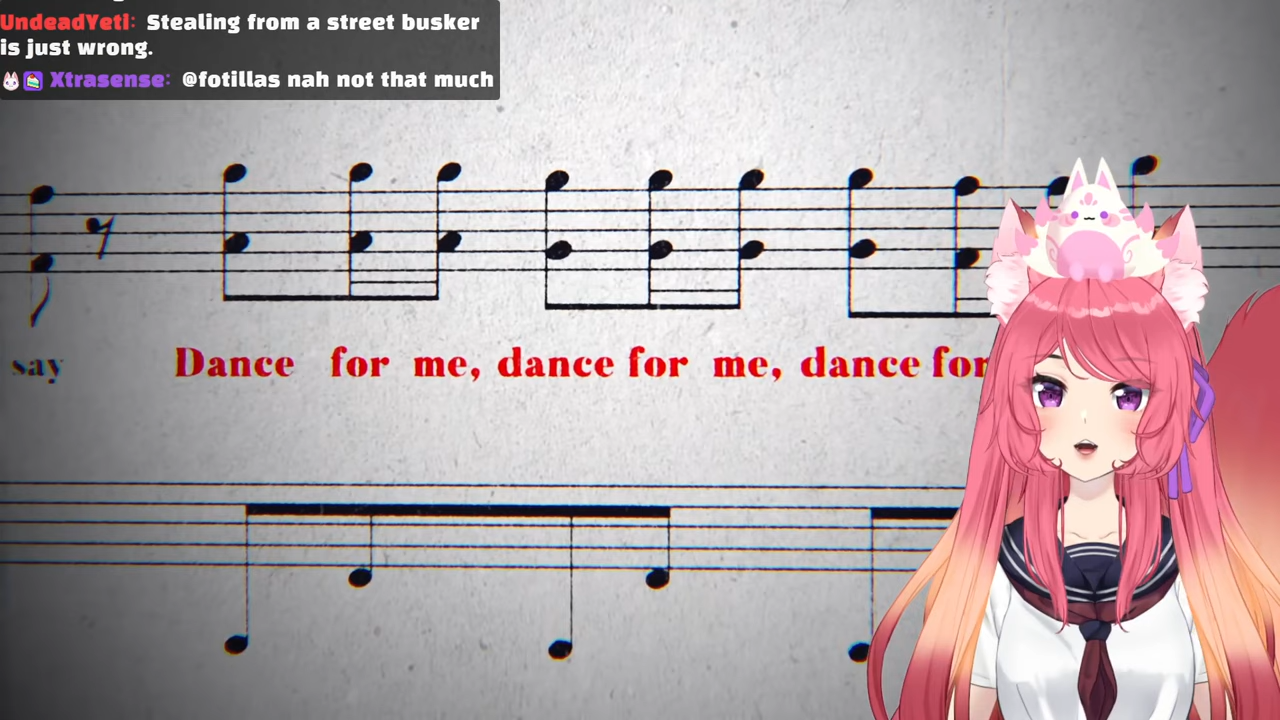 UndeadYeti: Stealing from a street busker
is just wrong.
Xtrasense: @fotillas nah not that much
say Dance for me, dance for me, dance for